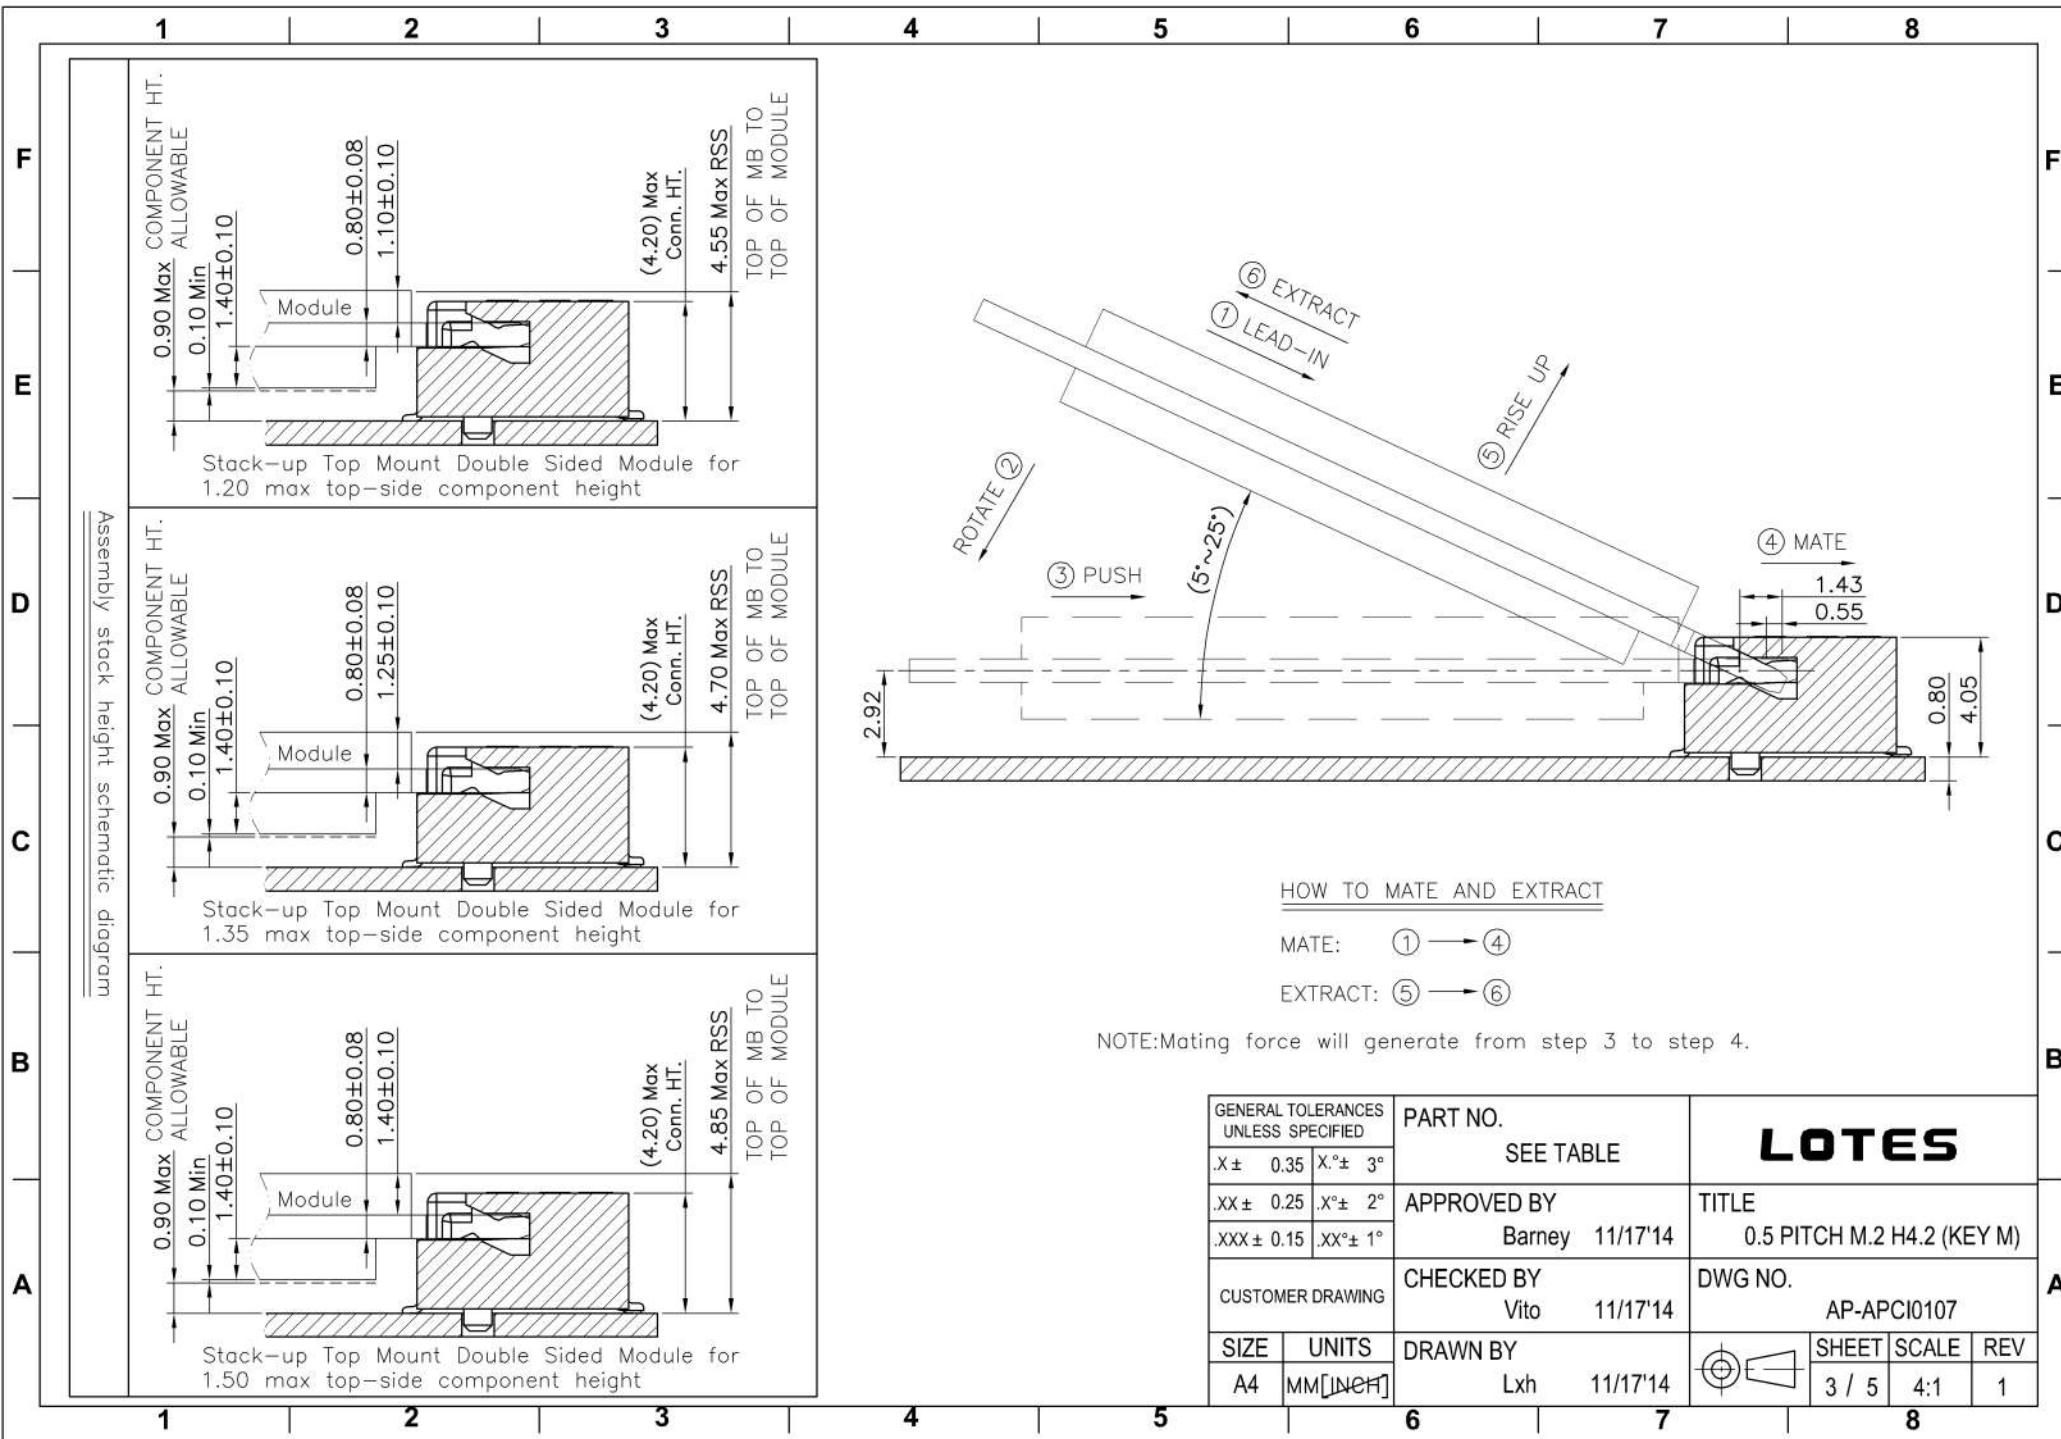 1 2 3 4 5 6 7 8
F
E
D
C
B
A
Assembly stack height schematic diagram
COMPONENT HT.
ALLOWABLE
0.90 Max
0.10 Min
1.40±0.10
0.80±0.08
1.10±0.10
(4.20) Max
Conn. HT.
4.55 Max RSS
TOP OF MB TO
TOP OF MODULE
Module
Stack-up Top Mount Double Sided Module for
1.20 max top-side component height
COMPONENT HT.
ALLOWABLE
0.90 Max
0.10 Min
1.40±0.10
0.80±0.08
1.25±0.10
(4.20) Max
Conn. HT.
4.70 Max RSS
TOP OF MB TO
TOP OF MODULE
Module
Stack-up Top Mount Double Sided Module for
1.35 max top-side component height
COMPONENT HT.
ALLOWABLE
0.90 Max
0.10 Min
1.40±0.10
0.80±0.08
1.40±0.10
(4.20) Max
Conn. HT.
4.85 Max RSS
TOP OF MB TO
TOP OF MODULE
Module
Stack-up Top Mount Double Sided Module for
1.50 max top-side component height
⑥ EXTRACT
① LEAD-IN
⑤ RISE UP
ROTATE ②
③ PUSH
(5°~25°)
④ MATE
1.43
0.55
2.92
0.80
4.05
HOW TO MATE AND EXTRACT
MATE: ① → ④
EXTRACT: ⑤ → ⑥
NOTE:Mating force will generate from step 3 to step 4.
GENERAL TOLERANCES
UNLESS SPECIFIED
.X ± 0.35 X.°± 3°
.XX ± 0.25 .X°± 2°
.XXX ± 0.15 .XX°± 1°
CUSTOMER DRAWING
SIZE UNITS
A4 MM[INCH]
PART NO.
SEE TABLE
APPROVED BY
Barney 11/17'14
CHECKED BY
Vito 11/17'14
DRAWN BY
Lxh 11/17'14
LOTES
TITLE
0.5 PITCH M.2 H4.2 (KEY M)
DWG NO.
AP-APCI0107
SHEET SCALE REV
3 / 5 4:1 1
F
E
D
C
B
A
1 2 3 4 5 6 7 8